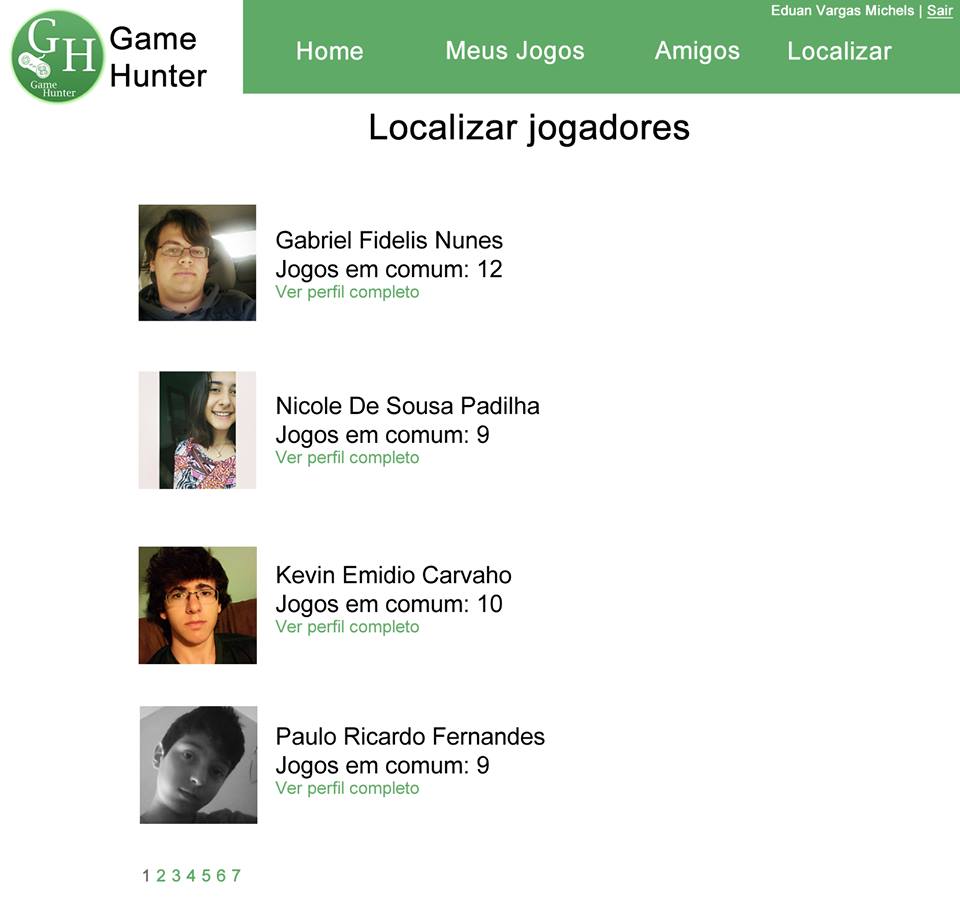 GH
Game
Hunter
Game
Hunter
Eduan Vargas Michels | Sair
Home
Meus Jogos
Amigos
Localizar
Localizar jogadores
Gabriel Fidelis Nunes
Jogos em comum: 12
Ver perfil completo
Nicole De Sousa Padilha
Jogos em comum: 9
Ver perfil completo
Kevin Emidio Carvaho
Jogos em comum: 10
Ver perfil completo
Paulo Ricardo Fernandes
Jogos em comum: 9
Ver perfil completo
1 2 3 4 5 6 7